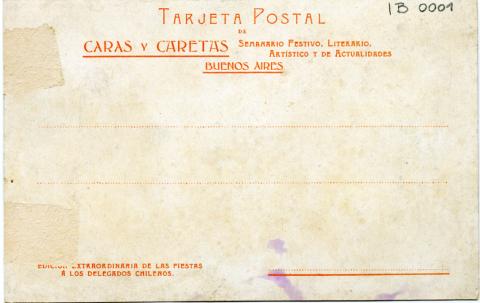 IB 0001
TARJETA POSTAL
DE
CARAS Y CARETAS SEMANARIO FESTIVO, LITERARIO,
ARTÍSTICO Y DE ACTUALIDADES
BUENOS AIRES
EDICIÓN EXTRAORDINARIA DE LAS FIESTAS
Á LOS DELEGADOS CHILENOS.